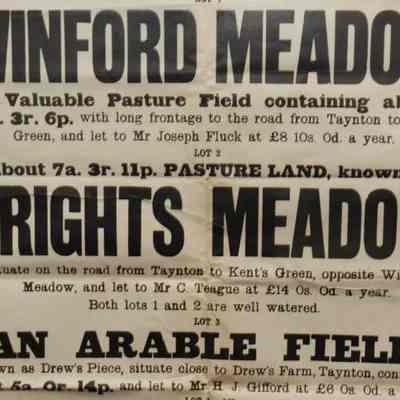 WINFORD MEADO
Valuable Pasture Field containing a
. 3r. 6p. with long frontage to the road from Taynton to
Green, and let to Mr Joseph Fluck at £8 10s. 0d. a year.
LOT 2
about 7a. 3r. 11p. PASTURE LAND, known
RIGHTS MEADO
tuate on the road from Taynton to Kent's Green, opposite Wi
Meadow, and let to Mr C. Teague at £14 0s. 0d. a year.
Both lots 1 and 2 are well watered.
LOT 3
AN ARABLE FIEL
own as Drew's Piece, situate close to Drew's Farm, Taynton, con
5a. 0r. 14p. and let to Mr H J. Gifford at £6 0s. 0d. a